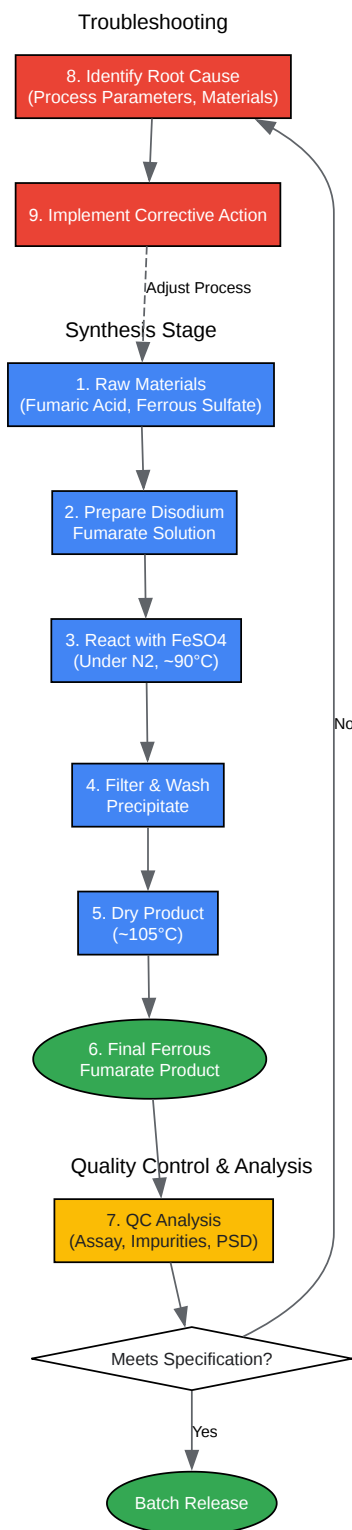 Troubleshooting
8. Identify Root Cause
(Process Parameters, Materials)
9. Implement Corrective Action
Adjust Process
Synthesis Stage
1. Raw Materials
(Fumaric Acid, Ferrous Sulfate)
2. Prepare Disodium
Fumarate Solution
3. React with FeSO4
(Under N2, ~90°C)
No
4. Filter & Wash
Precipitate
5. Dry Product
(~105°C)
6. Final Ferrous
Fumarate Product
Quality Control & Analysis
7. QC Analysis
(Assay, Impurities, PSD)
Meets Specification?
Yes
Batch Release